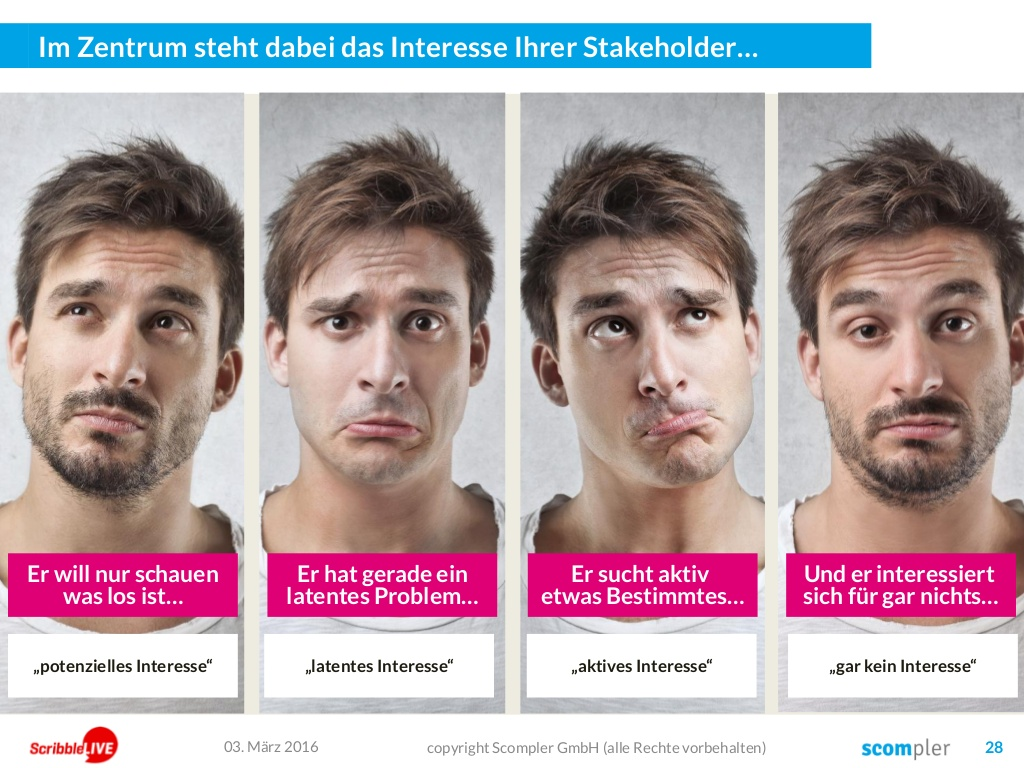 Im Zentrum steht dabei das Interesse Ihrer Stakeholder…
Er will nur schauen
was los ist…
Er hat gerade ein
latentes Problem…
Er sucht aktiv
etwas Bestimmtes…
Und er interessiert
sich für gar nichts…
„potenzielles Interesse“
„latentes Interesse“
„aktives Interesse“
„gar kein Interesse“
ScribbleLIVE
03. März 2016
copyright Scompler GmbH (alle Rechte vorbehalten)
scompler
28